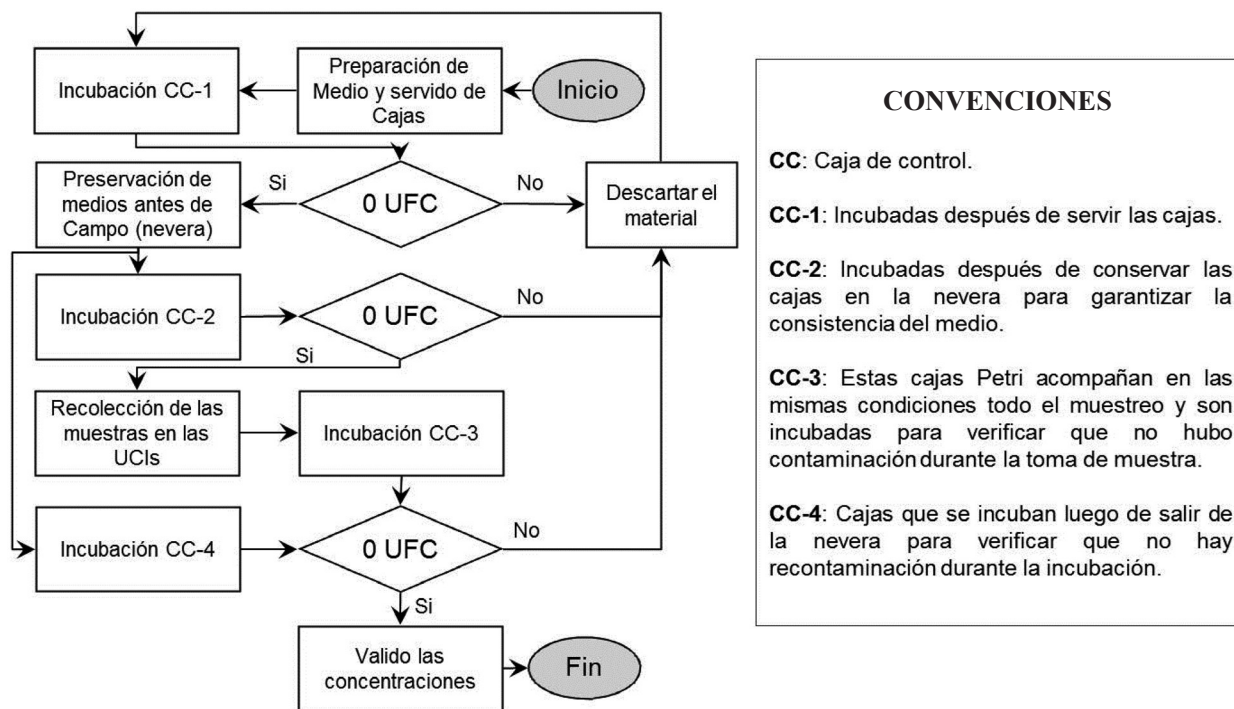 Incubación CC-1
Preparación de
Medio y servido de
Cajas
Inicio
Preservación de
medios antes de
Campo (nevera)
Si
0 UFC
No
Descartar el
material
Incubación CC-2
0 UFC
No
Si
Recolección de las
muestras en las
UCIs
Incubación CC-3
Incubación CC-4
0 UFC
No
Si
Valido las
concentraciones
Fin
CONVENCIONES
CC: Caja de control.
CC-1: Incubadas después de servir las cajas.
CC-2: Incubadas después de conservar las
cajas en la nevera para garantizar la
consistencia del medio.
CC-3: Estas cajas Petri acompañan en las
mismas condiciones todo el muestreo y son
incubadas para verificar que no hubo
contaminación durante la toma de muestra.
CC-4: Cajas que se incuban luego de salir de
la nevera para verificar que no hay
recontaminación durante la incubación.